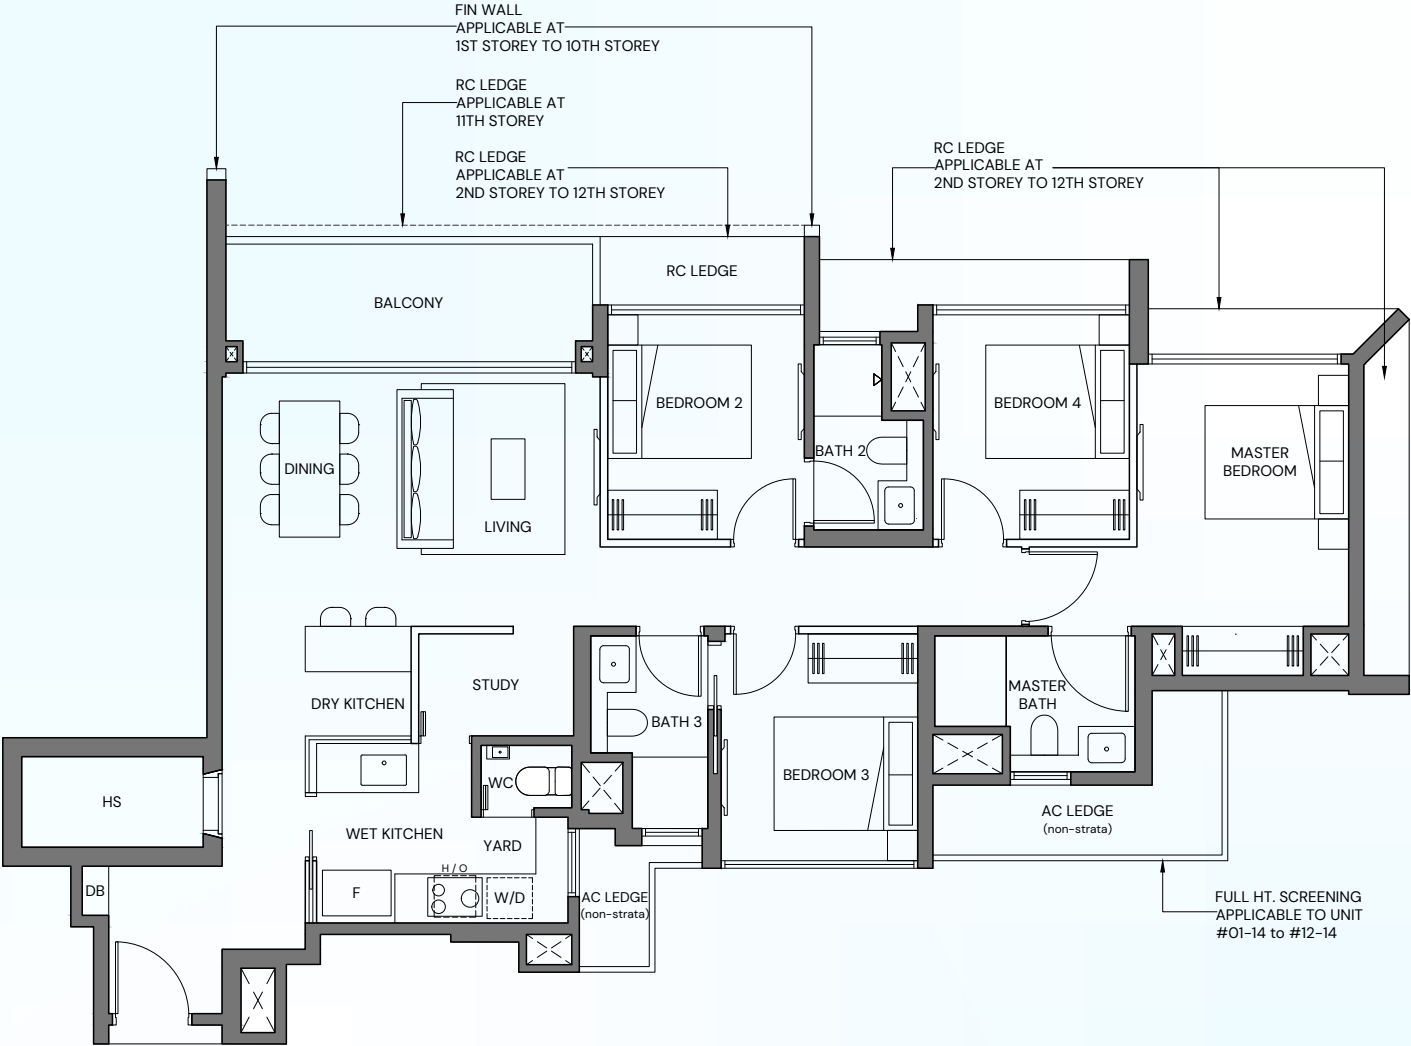 FIN WALL
APPLICABLE AT
1ST STOREY TO 10TH STOREY
RC LEDGE
APPLICABLE AT
11TH STOREY
RC LEDGE
APPLICABLE AT
2ND STOREY TO 12TH STOREY
RC LEDGE
APPLICABLE AT
2ND STOREY TO 12TH STOREY
RC LEDGE
BALCONY
BEDROOM 2
BEDROOM 4
BATH 2
MASTER
BEDROOM
DINING
LIVING
STUDY
DRY KITCHEN
MASTER
BATH
BATH 3
BEDROOM 3
WC
HS
AC LEDGE
(non-strata)
WET KITCHEN
YARD
H/O
DB
F
W/D
AC LEDGE
(non-strata)
FULL HT. SCREENING
APPLICABLE TO UNIT
#01-14 to #12-14